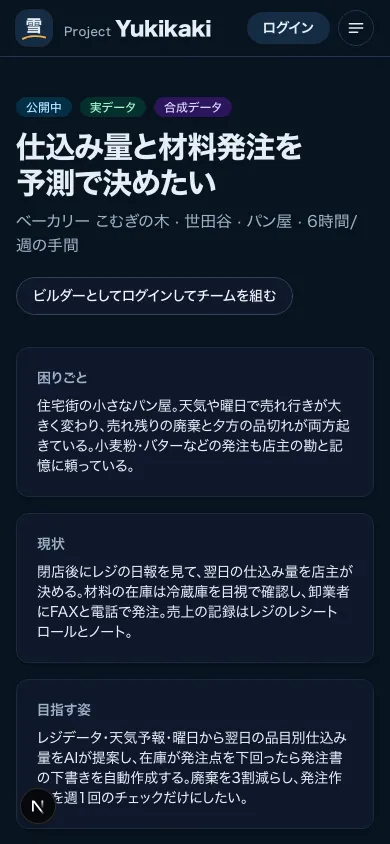 雪 Project Yukikaki ログイン
公開中 実データ 合成データ
仕込み量と材料発注を
予測で決めたい
ベーカリー こむぎの木 · 世田谷 · パン屋 · 6時間/
週の手間
ビルダーとしてログインしてチームを組む
困りごと
住宅街の小さなパン屋。天気や曜日で売れ行きが大
きく変わり、売れ残りの廃棄と夕方の品切れが両方起
きている。小麦粉・バターなどの発注も店主の勘と記
憶に頼っている。
現状
閉店後にレジの日報を見て、翌日の仕込み量を店主が
決める。材料の在庫は冷蔵庫を目視で確認し、卸業者
にFAXと電話で発注。売上の記録はレジのレシート
ロールとノート。
目指す姿
レジデータ・天気予報・曜日から翌日の品目別仕込み
量をAIが提案し、在庫が発注点を下回ったら発注書
の下書きを自動作成する。廃棄を3割減らし、発注作
を週1回のチェックだけにしたい。
N